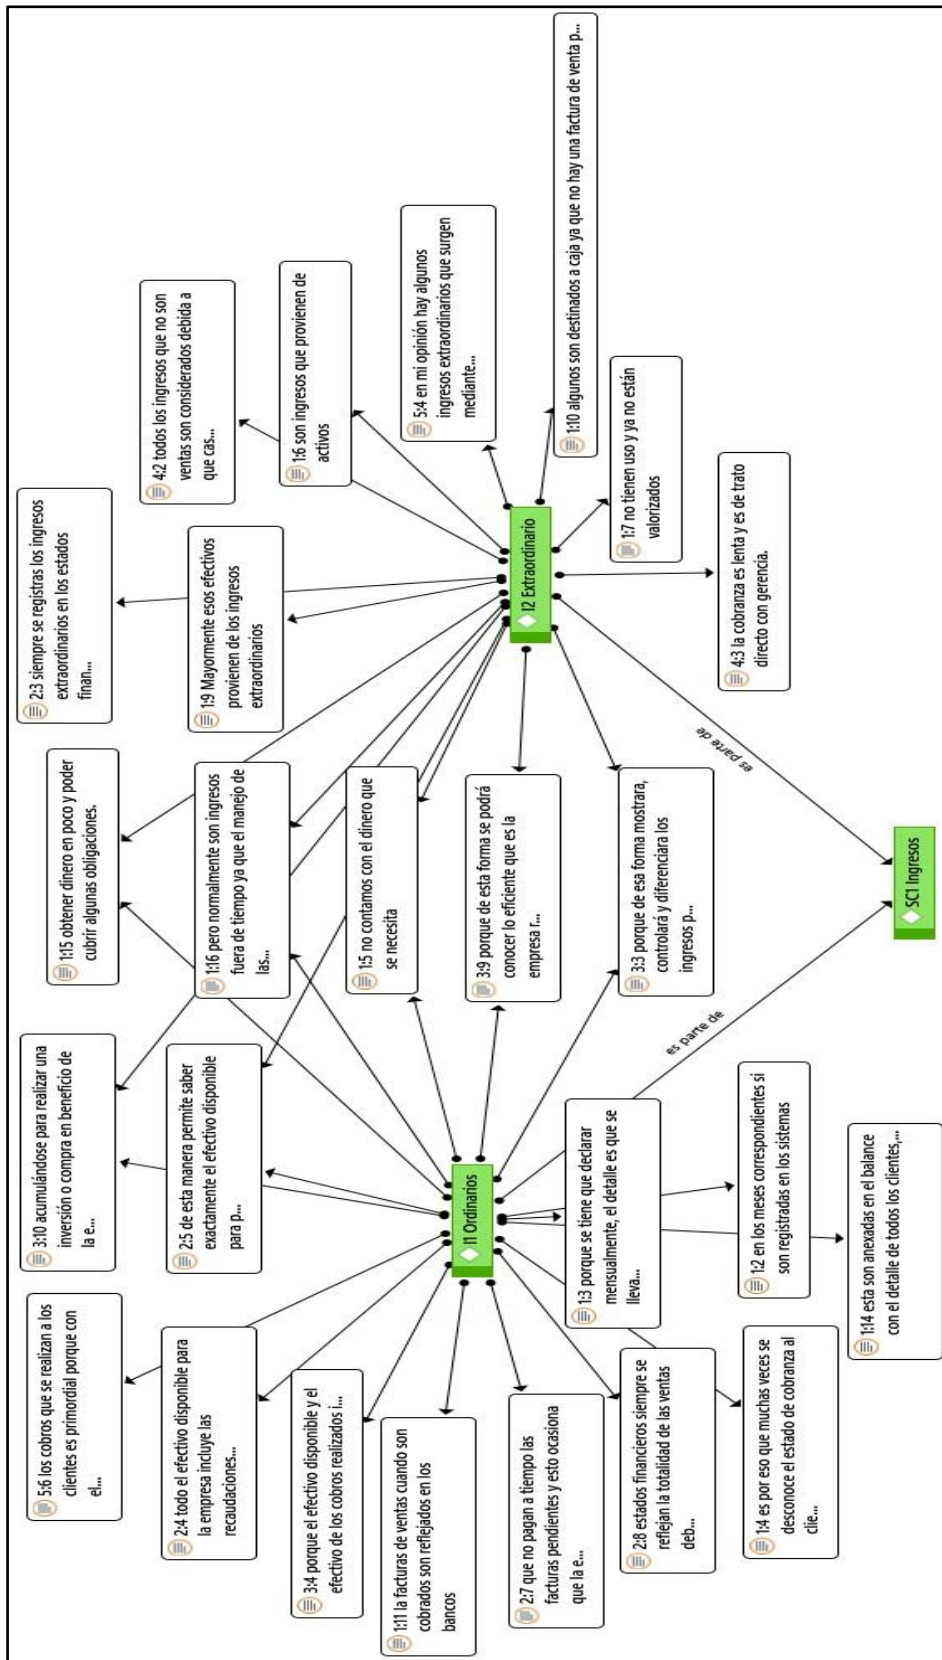 5:6 los cobros que se realizan a los
clientes es primordial porque con
el...
3:10 acumulándose para realizar una
inversión o compra en beneficio de
la e...
1:15 obtener dinero en poco y poder
cubrir algunas obligaciones.
2:3 siempre se registras los ingresos
extraordinarios en los estados
finan...
2:4 todo el efectivo disponible para
la empresa incluye las
recaudaciones...
2:5 de esta manera permite saber
exactamente el efectivo disponible
para p...
1:16 pero normalmente son ingresos
fuera de tiempo ya que el manejo de
las...
1:9 Mayormente esos efectivos
provienen de los ingresos
extraordinarios
4:2 todos los ingresos que no son
ventas son considerados debida a
que cas...
3:4 porque el efectivo disponible y el
efectivo de los cobros realizados i...
1:5 no contamos con el dinero que
se necesita
1:6 son ingresos que provienen de
activos
1:11 la facturas de ventas cuando son
cobrados son reflejados en los
bancos
I1 Ordinarios
3:9 porque de esta forma se podrá
conocer lo eficiente que es la
empresa r...
I2 Extraordinario
5:4 en mi opinión hay algunos
ingresos extraordinarios que surgen
mediante...
2:7 que no pagan a tiempo las
facturas pendientes y esto ocasiona
que la e...
1:3 porque se tiene que declarar
mensualmente, el detalle es que se
lleva...
3:3 porque de esa forma mostrara,
controlará y diferenciara los
ingresos p...
1:7 no tienen uso y ya no están
valorizados
1:10 algunos son destinados a caja ya que no hay una factura de venta p...
2:8 estados financieros siempre se
reflejan la totalidad de las ventas
deb...
es parte de
es parte de
4:3 la cobranza es lenta y es de trato
directo con gerencia.
1:4 es por eso que muchas veces se
desconoce el estado de cobranza al
clie...
1:2 en los meses correspondientes si
son registradas en los sistemas
1:14 esta son anexadas en el balance
con el detalle de todos los clientes,...
SC1 Ingresos